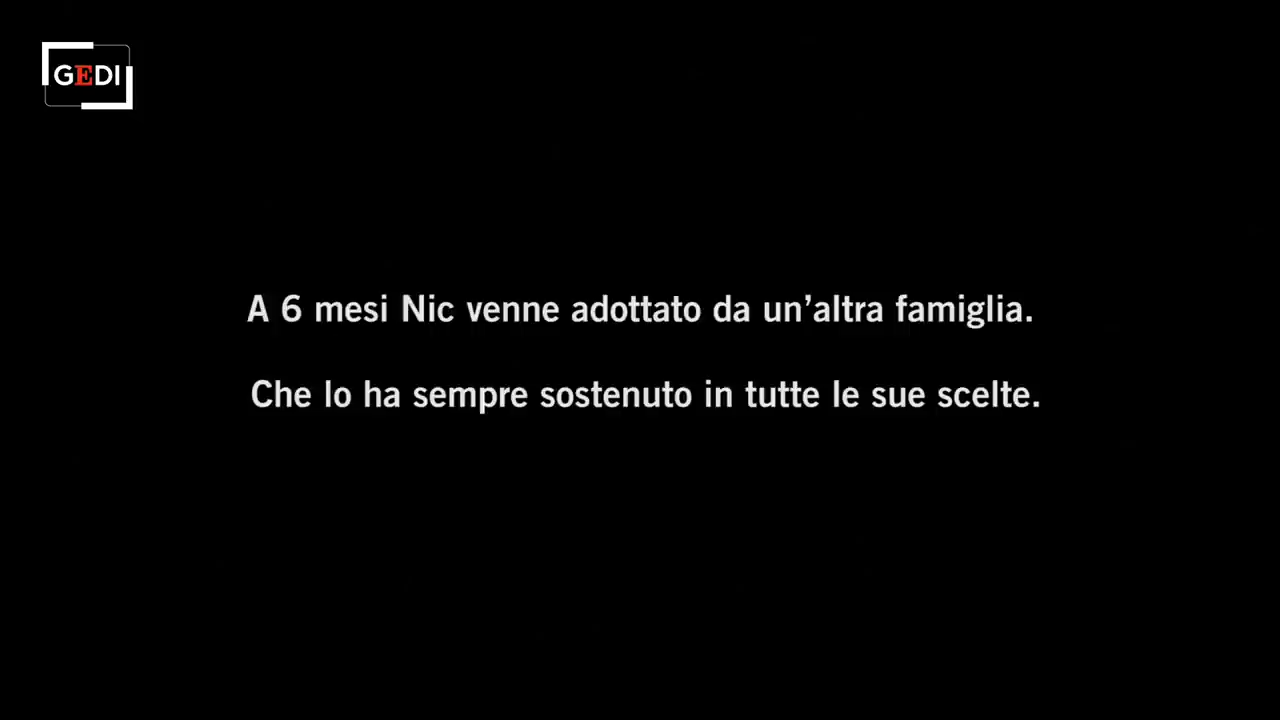 GEDI
A 6 mesi Nic venne adottato da un’altra famiglia.
Che lo ha sempre sostenuto in tutte le sue scelte.